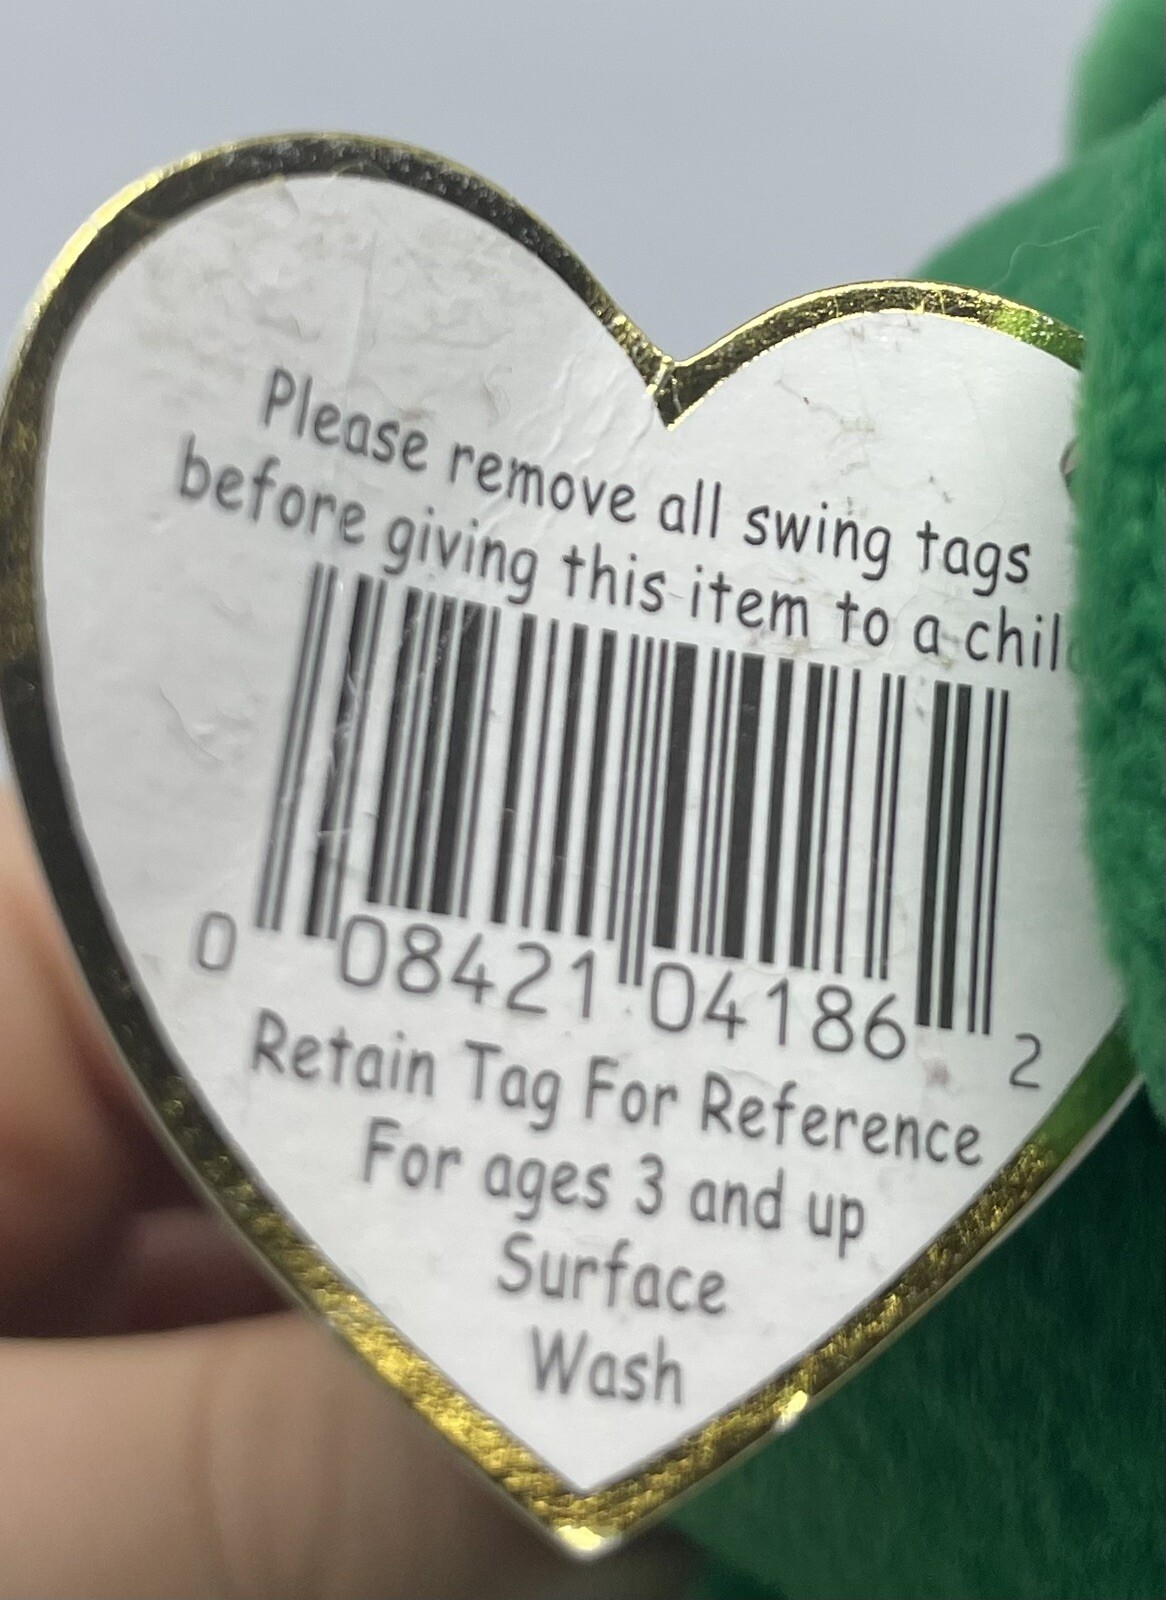 Please remove all swing tags
before giving this item to a chil
0 08421 04186 2
Retain Tag For Reference
For ages 3 and up
Surface
Wash